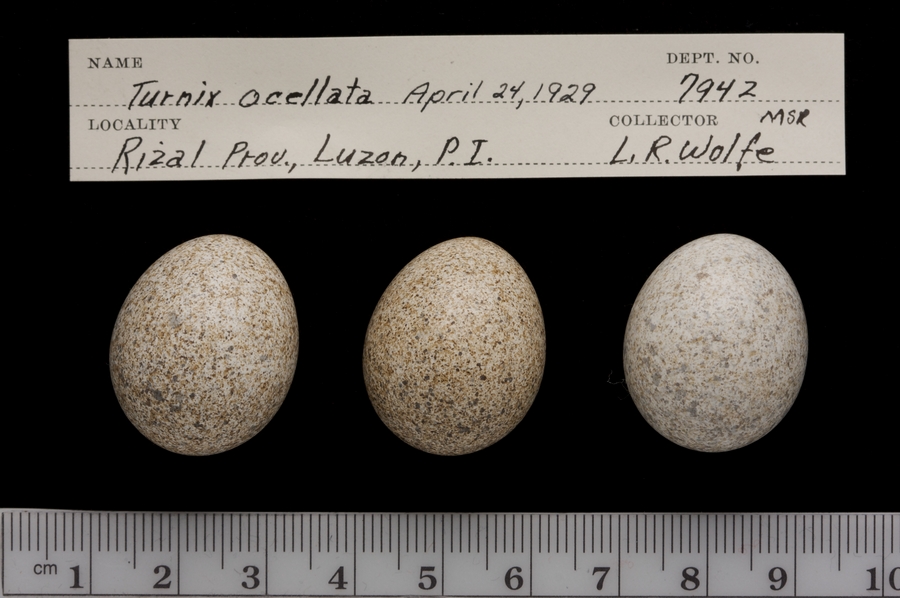 NAME DEPT. NO.
Turnix ocellata April 24, 1929 7942
LOCALITY COLLECTOR MSR
Rizal Prov., Luzon, P.I. L.R. Wolfe
cm 1 2 3 4 5 6 7 8 9 10